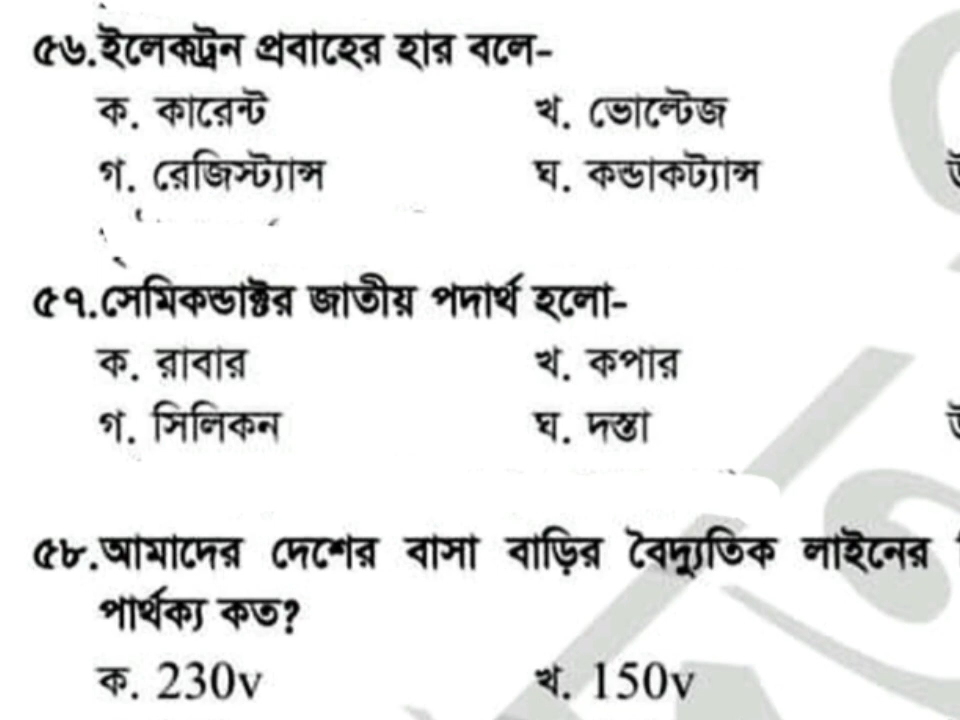 ৫৬.ইলেকট্রন প্রবাহের হার বলে-
ক. কারেন্ট খ. ভোল্টেজ
গ. রেজিস্ট্যান্স ঘ. কন্ডাকট্যান্স
৫৭.সেমিকন্ডাক্টর জাতীয় পদার্থ হলো-
ক. রাবার খ. কপার
গ. সিলিকন ঘ. দস্তা
৫৮.আমাদের দেশের বাসা বাড়ির বৈদ্যুতিক লাইনের
পার্থক্য কত?
ক. 230v খ. 150v